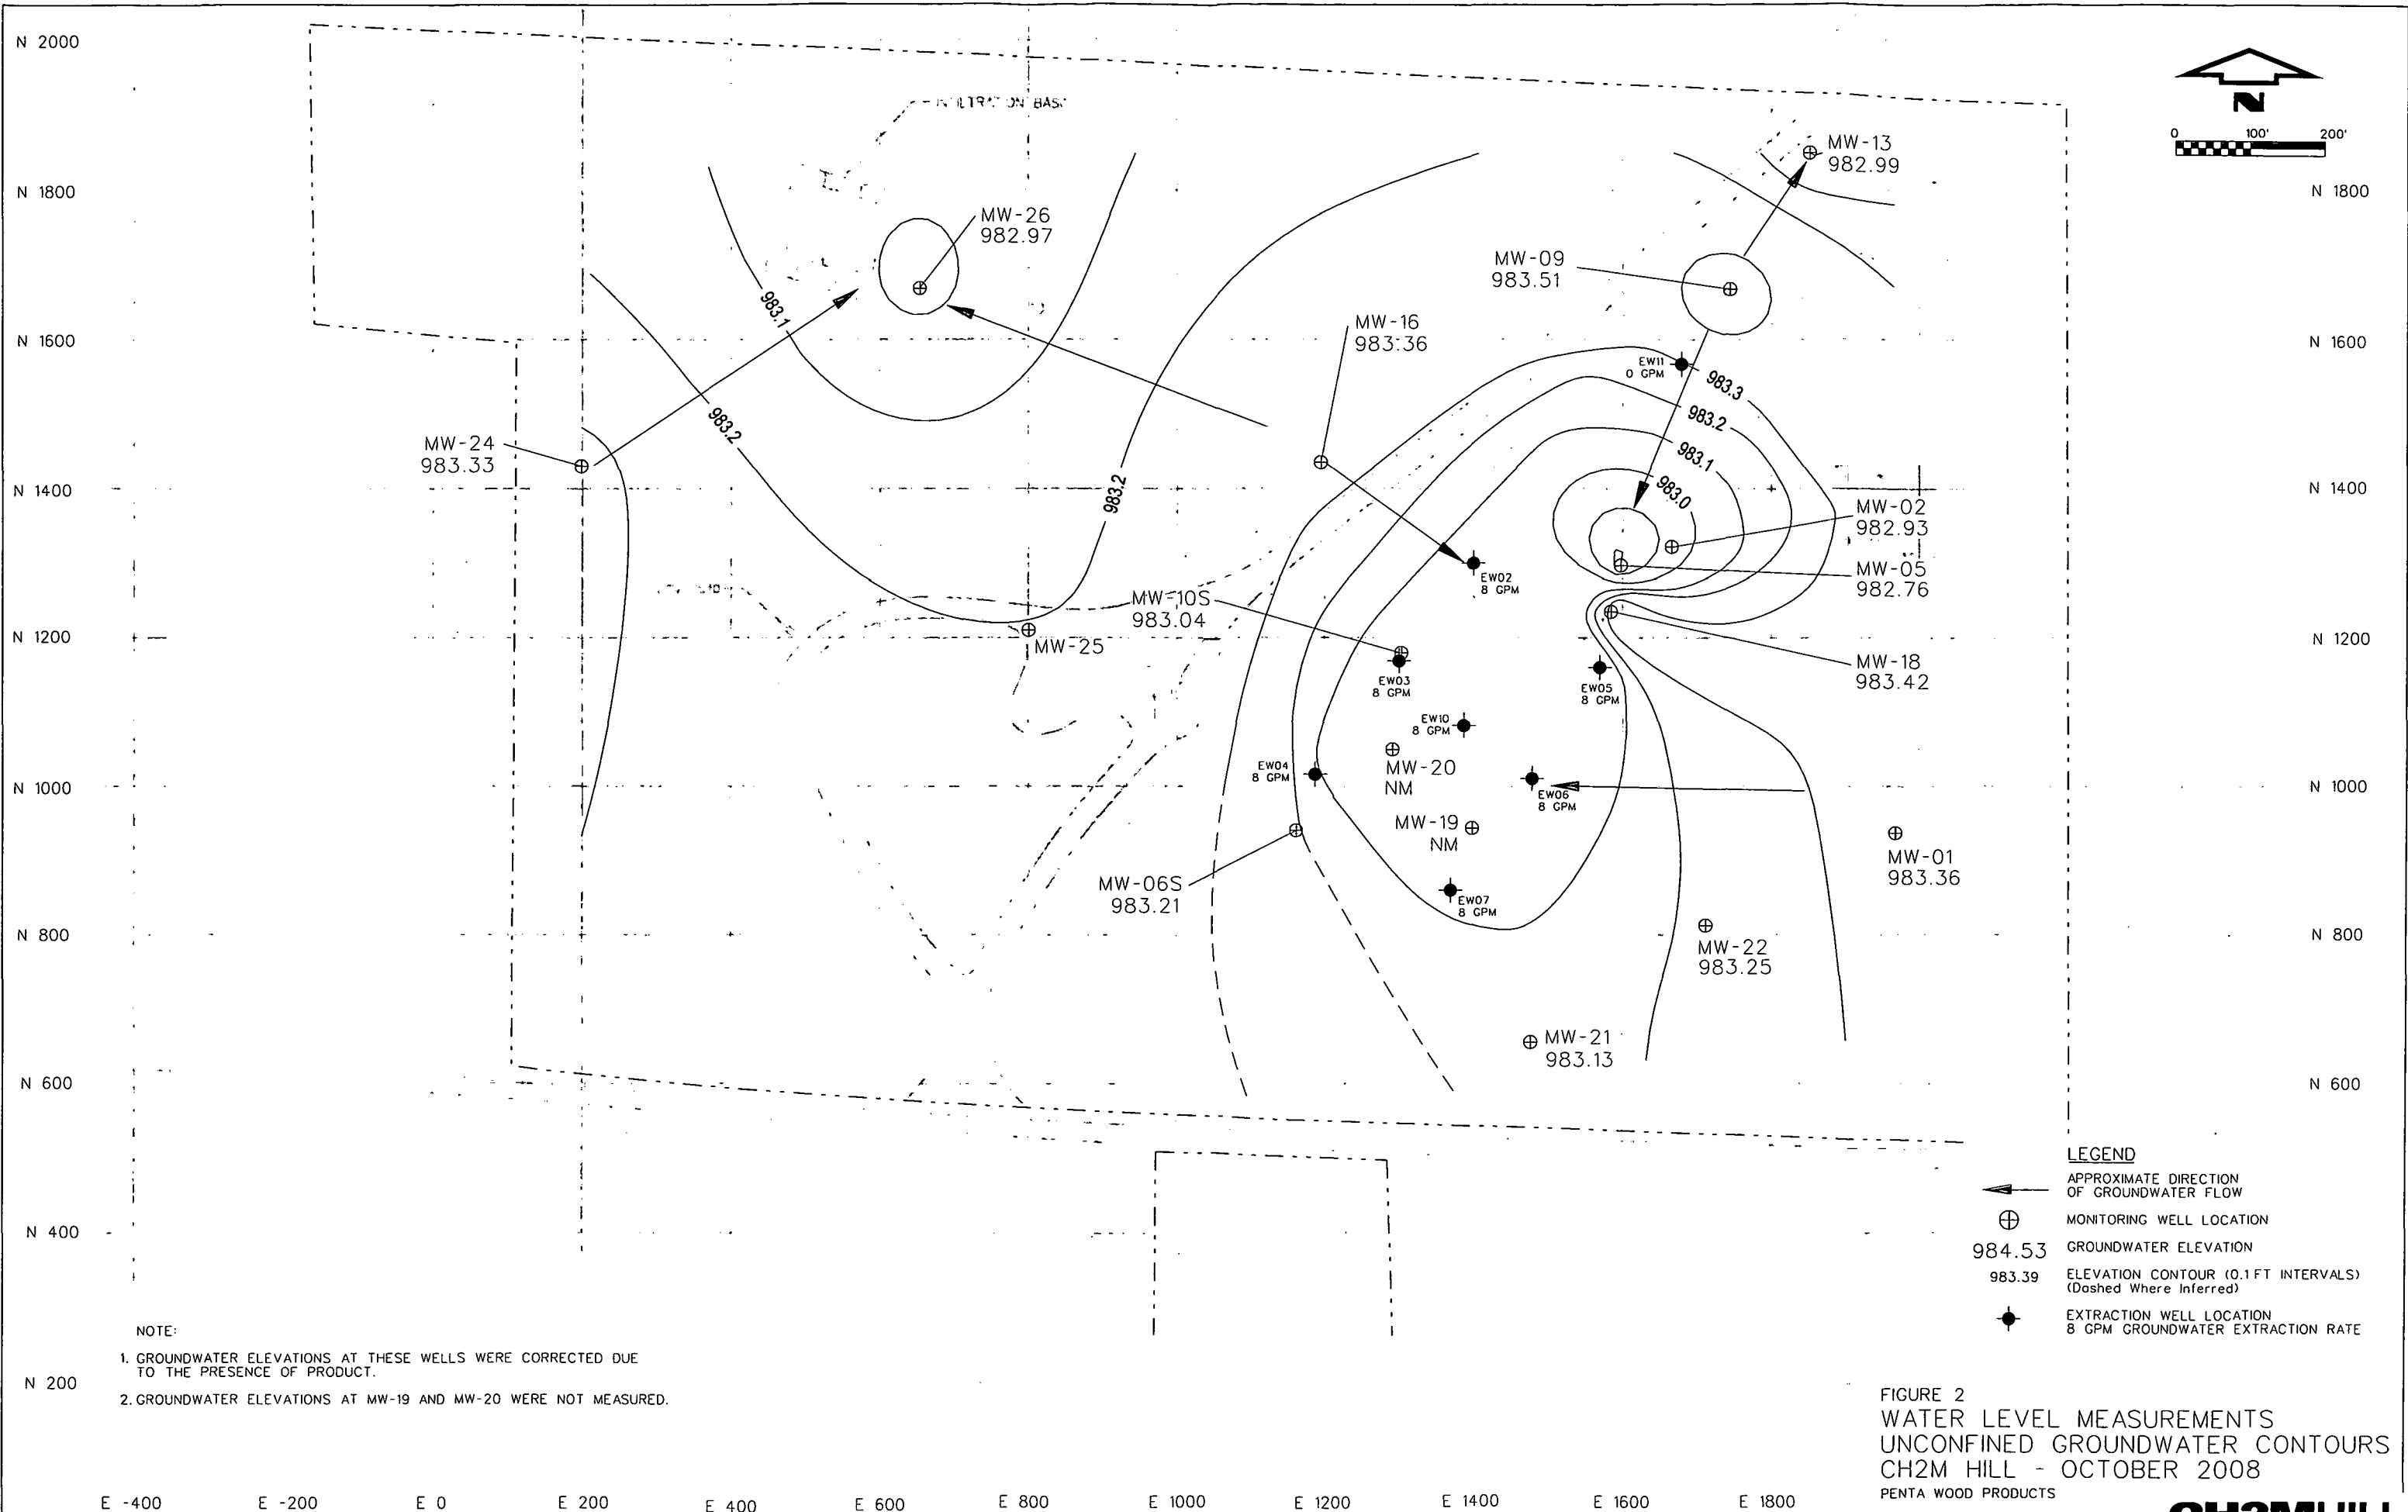 N 2000
INFILTRATION BASIN
N
0 100' 200'
MW-13
982.99
N 1800
N 1800
MW-26
982.97
MW-09
983.51
983.1
MW-16
983.36
N 1600
N 1600
EW11
0 GPM
983.3
983.2
983.2
MW-24
983.33
983.1
983.0
983.2
N 1400
N 1400
MW-02
982.93
EW02
8 GPM
MW-05
982.76
MW-10S
983.04
N 1200
N 1200
MW-25
MW-18
983.42
EW03
8 GPM
EW05
8 GPM
EW10
8 GPM
EW04
8 GPM
MW-20
NM
N 1000
N 1000
EW06
8 GPM
MW-19
NM
MW-01
983.36
MW-06S
983.21
EW07
8 GPM
N 800
N 800
MW-22
983.25
MW-21
983.13
N 600
N 600
LEGEND
APPROXIMATE DIRECTION
OF GROUNDWATER FLOW
MONITORING WELL LOCATION
984.53 GROUNDWATER ELEVATION
983.39 ELEVATION CONTOUR (0.1 FT INTERVALS)
(Dashed Where Inferred)
EXTRACTION WELL LOCATION
8 GPM GROUNDWATER EXTRACTION RATE
N 400
NOTE:
1. GROUNDWATER ELEVATIONS AT THESE WELLS WERE CORRECTED DUE
TO THE PRESENCE OF PRODUCT.
2. GROUNDWATER ELEVATIONS AT MW-19 AND MW-20 WERE NOT MEASURED.
N 200
FIGURE 2
WATER LEVEL MEASUREMENTS
UNCONFINED GROUNDWATER CONTOURS
CH2M HILL - OCTOBER 2008
PENTA WOOD PRODUCTS
E -400 E -200 E 0 E 200 E 400 E 600 E 800 E 1000 E 1200 E 1400 E 1600 E 1800
CH2MHILL